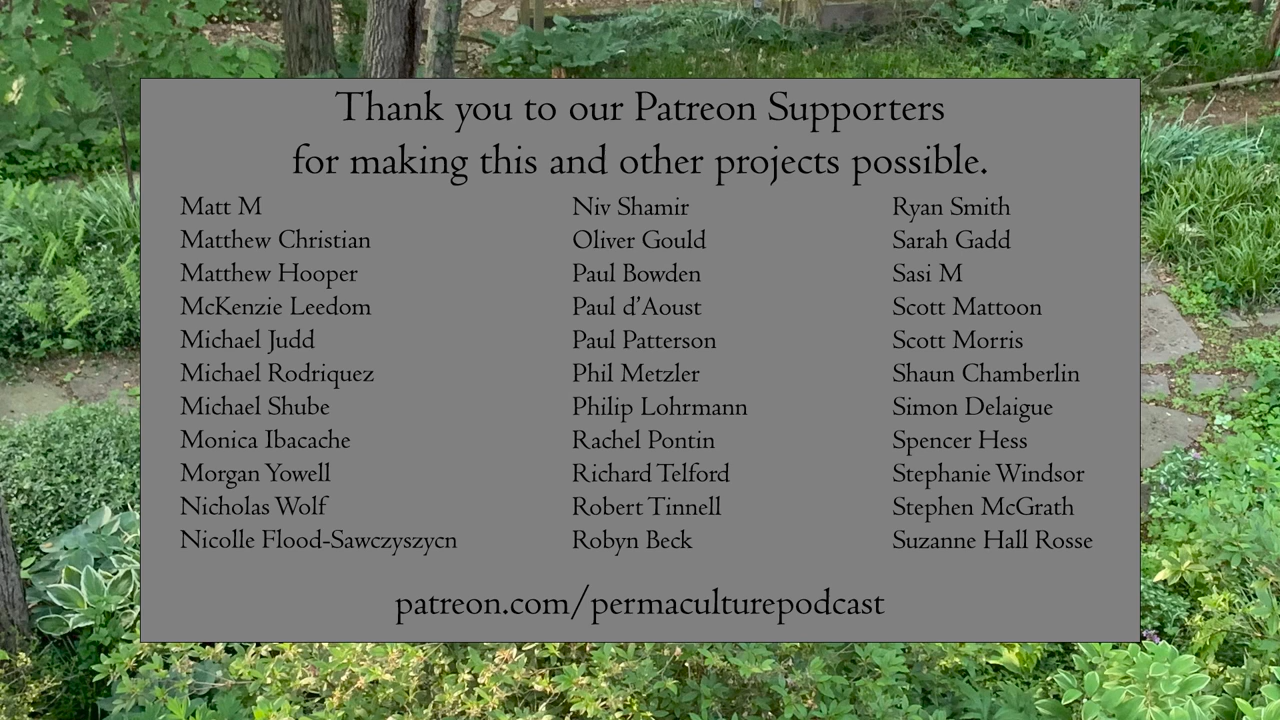 Thank you to our Patreon Supporters
for making this and other projects possible.
Matt M
Matthew Christian
Matthew Hooper
McKenzie Leedom
Michael Judd
Michael Rodriquez
Michael Shube
Monica Ibacache
Morgan Yowell
Nicholas Wolf
Nicolle Flood-Sawczyszycn
Niv Shamir
Oliver Gould
Paul Bowden
Paul d’Aoust
Paul Patterson
Phil Metzler
Philip Lohrmann
Rachel Pontin
Richard Telford
Robert Tinnell
Robyn Beck
Ryan Smith
Sarah Gadd
Sasi M
Scott Mattoon
Scott Morris
Shaun Chamberlin
Simon Delaigue
Spencer Hess
Stephanie Windsor
Stephen McGrath
Suzanne Hall Rosse
patreon.com/permaculturepodcast